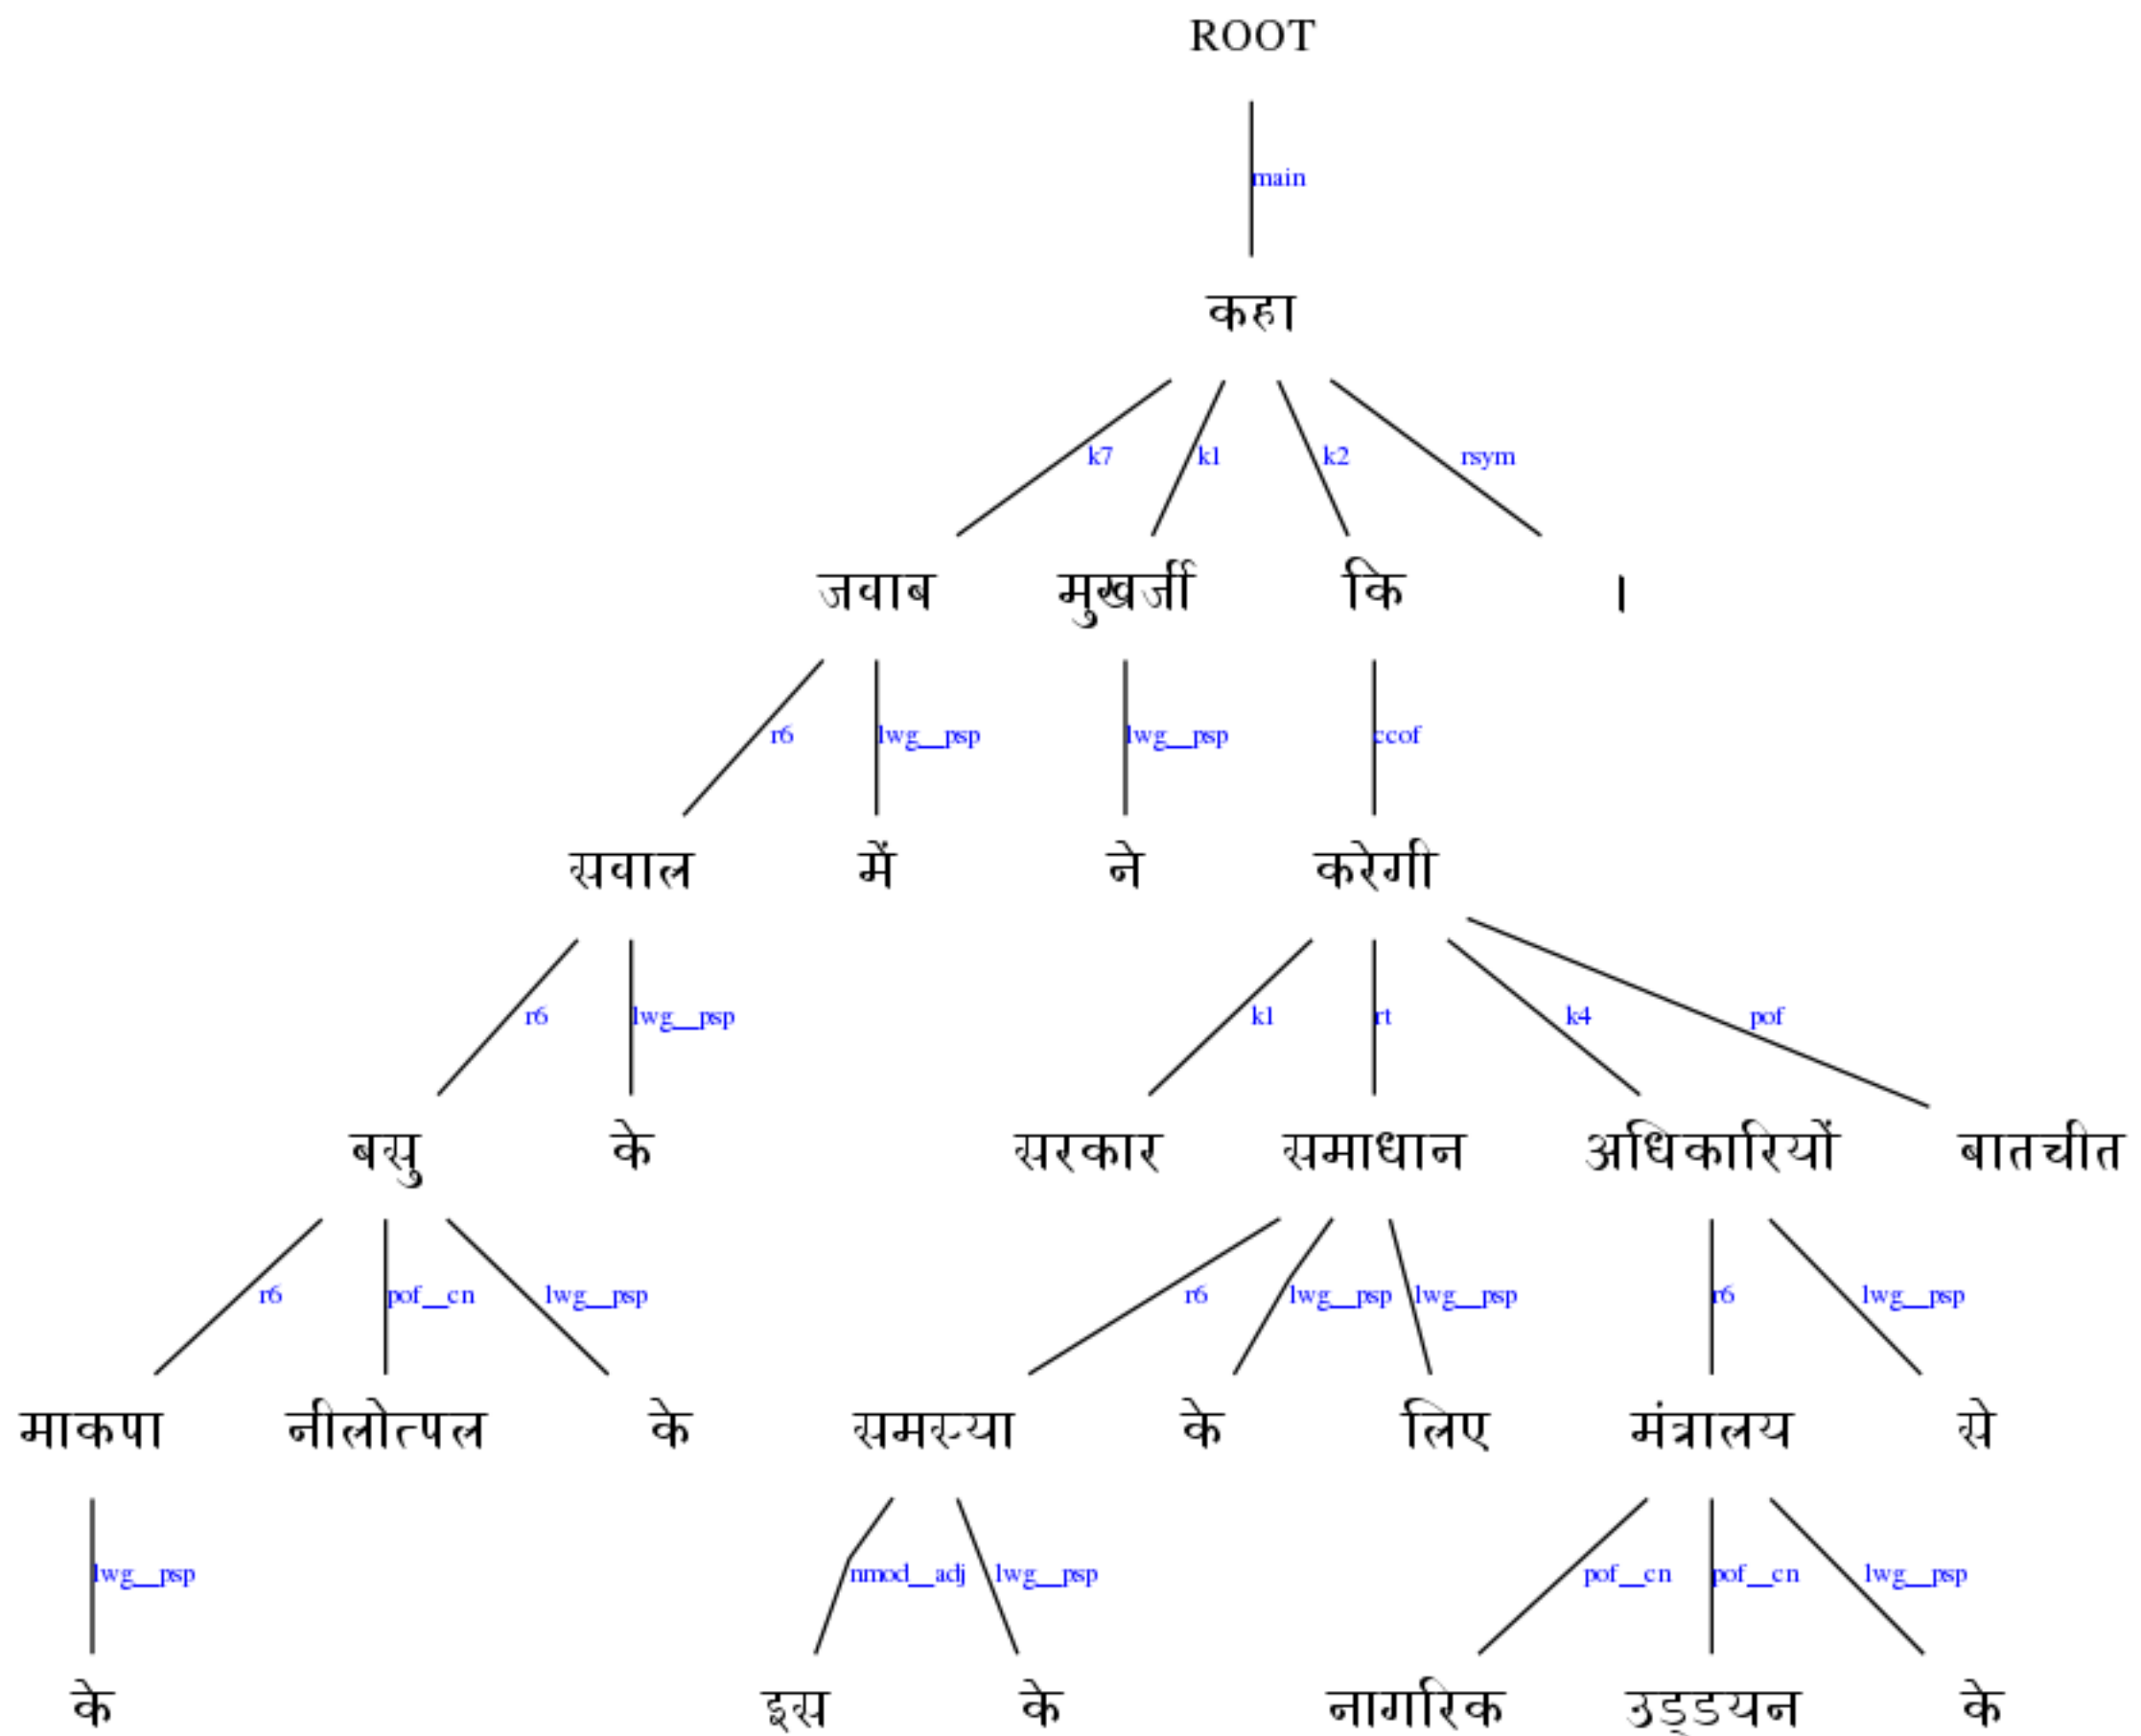 ROOT
main
कहा
k7 k1 k2 rsym
जवाब मुखर्जी कि ।
r6 lwg__psp lwg__psp ccof
सवाल में ने करेगी
r6 lwg__psp k1 rt k4 pof
बसु के सरकार समाधान अधिकारियों बातचीत
r6 pof__cn lwg__psp r6 lwg__psp lwg__psp r6 lwg__psp
माकपा नीलोत्पल के समस्या के लिए मंत्रालय से
lwg__psp nmod__adj lwg__psp pof__cn pof__cn lwg__psp
के इस के नागरिक उड्डयन के